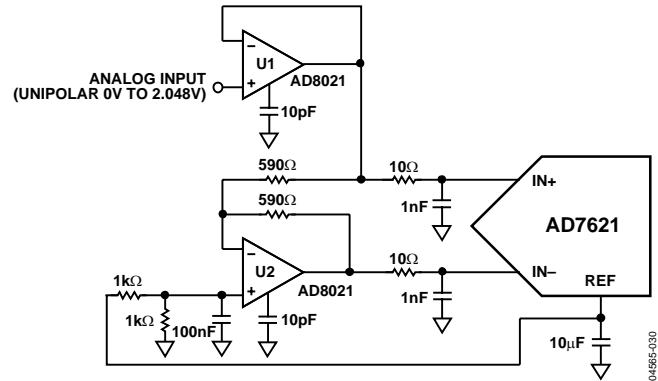 U1
ANALOG INPUT
(UNIPOLAR 0V TO 2.048V)
AD8021
10pF
590Ω
10Ω
IN+
1nF
590Ω
AD7621
U2
10Ω
IN–
AD8021
REF
1kΩ
1nF
1kΩ
100nF
10pF
10µF
04565-030